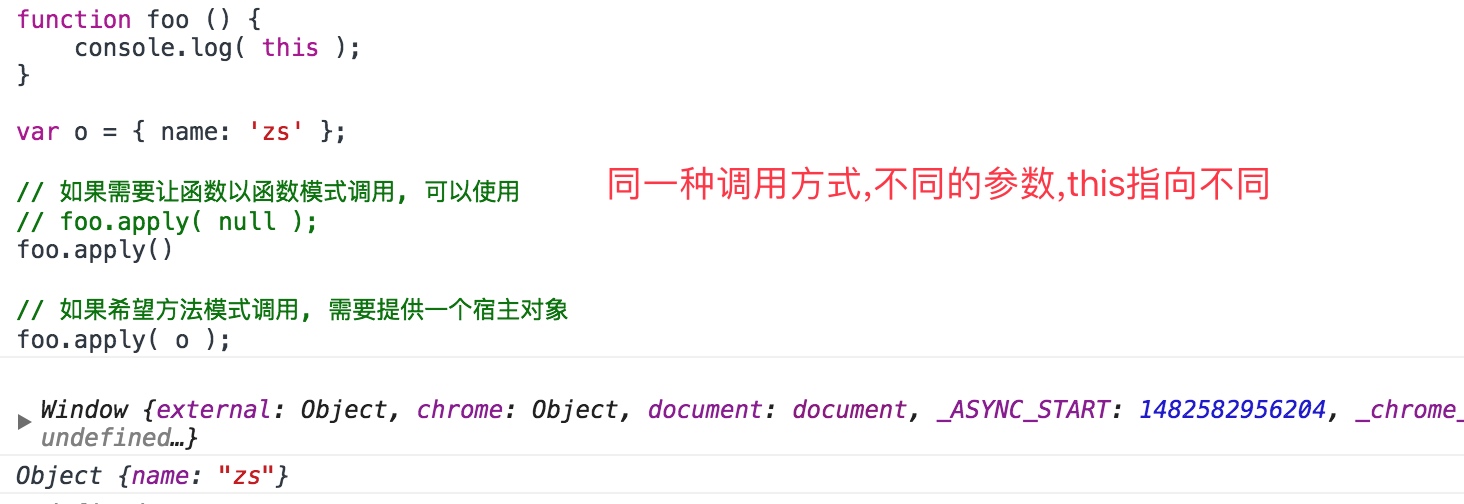 function foo () {
    console.log( this );
}
var o = { name: 'zs' };
// 如果需要让函数以函数模式调用, 可以使用
同一种调用方式,不同的参数,this指向不同
// foo.apply( null );
foo.apply()
// 如果希望方法模式调用, 需要提供一个宿主对象
foo.apply( o );
Window {external: Object, chrome: Object, document: document, _ASYNC_START: 1482582956204, _chrome_
undefined…}
Object {name: "zs"}